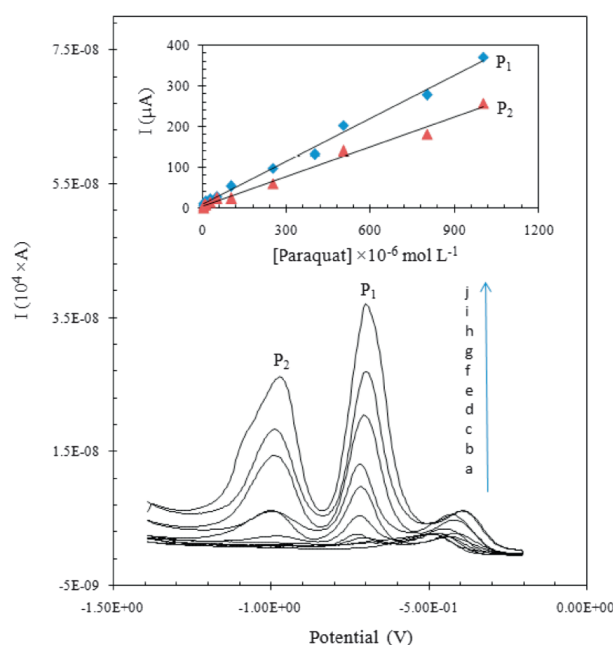 7.5E-08
5.5E-08
3.5E-08
1.5E-08
-5E-09
I (10⁴ ×A)
-1.50E+00 -1.00E+00 -5.00E-01 0.00E+00
Potential (V)
400
300
200
100
0
I (µA)
0 300 600 900 1200
[Paraquat] ×10⁻⁶ mol L⁻¹
P₁
P₂
P₁
P₂
j
i
h
g
f
e
d
c
b
a